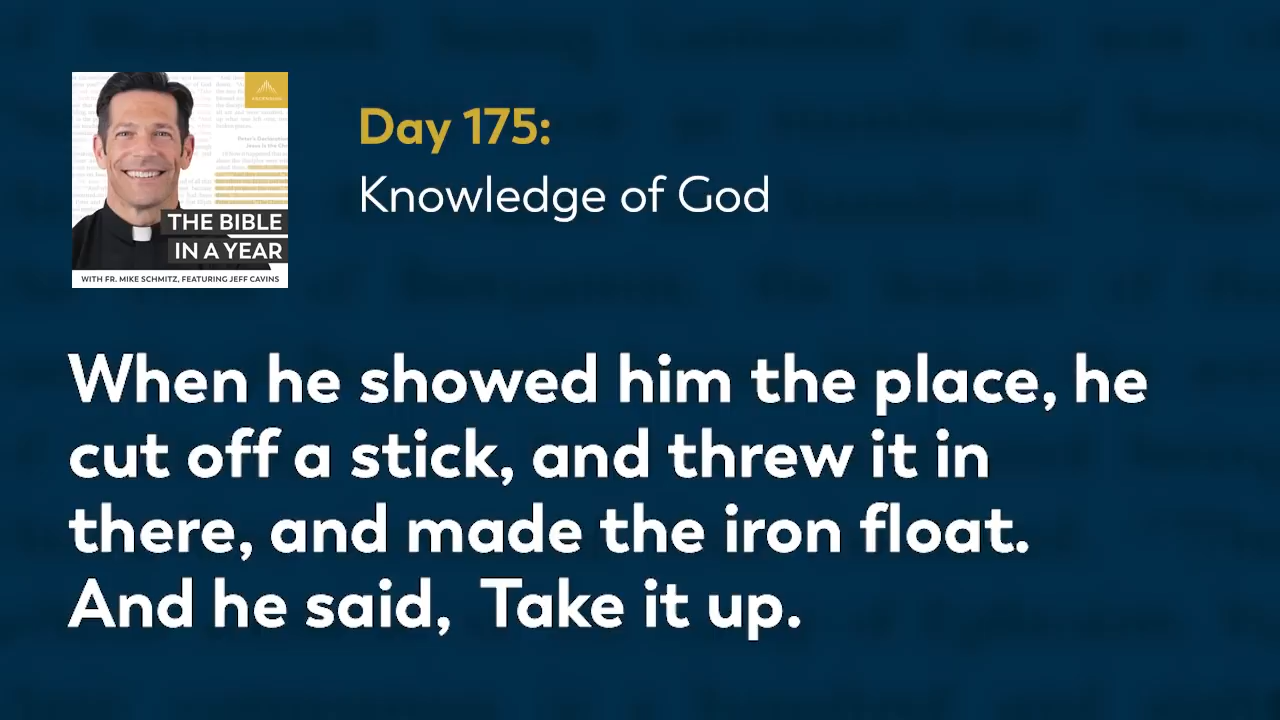 THE BIBLE
IN A YEAR
WITH FR. MIKE SCHMITZ, FEATURING JEFF CAVINS
Day 175:
Knowledge of God
When he showed him the place, he
cut off a stick, and threw it in
there, and made the iron float.
And he said, Take it up.